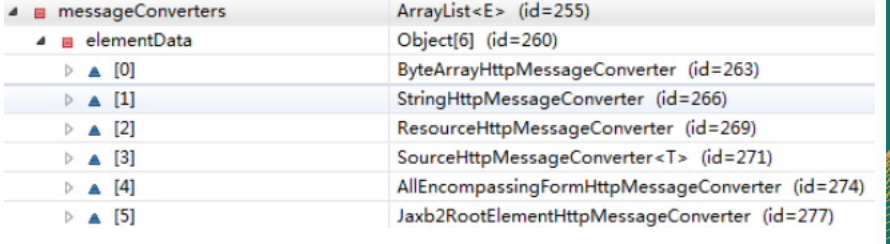 messageConverters ArrayList<E> (id=255)
elementData Object[6] (id=260)
[0] ByteArrayHttpMessageConverter (id=263)
[1] StringHttpMessageConverter (id=266)
[2] ResourceHttpMessageConverter (id=269)
[3] SourceHttpMessageConverter<T> (id=271)
[4] AllEncompassingFormHttpMessageConverter (id=274)
[5] Jaxb2RootElementHttpMessageConverter (id=277)